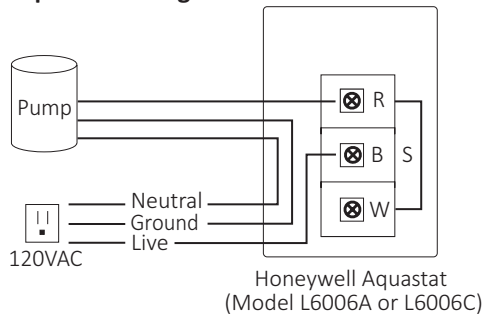 Pump
R
B S
W
Neutral
Ground
Live
120VAC
Honeywell Aquastat
(Model L6006A or L6006C)